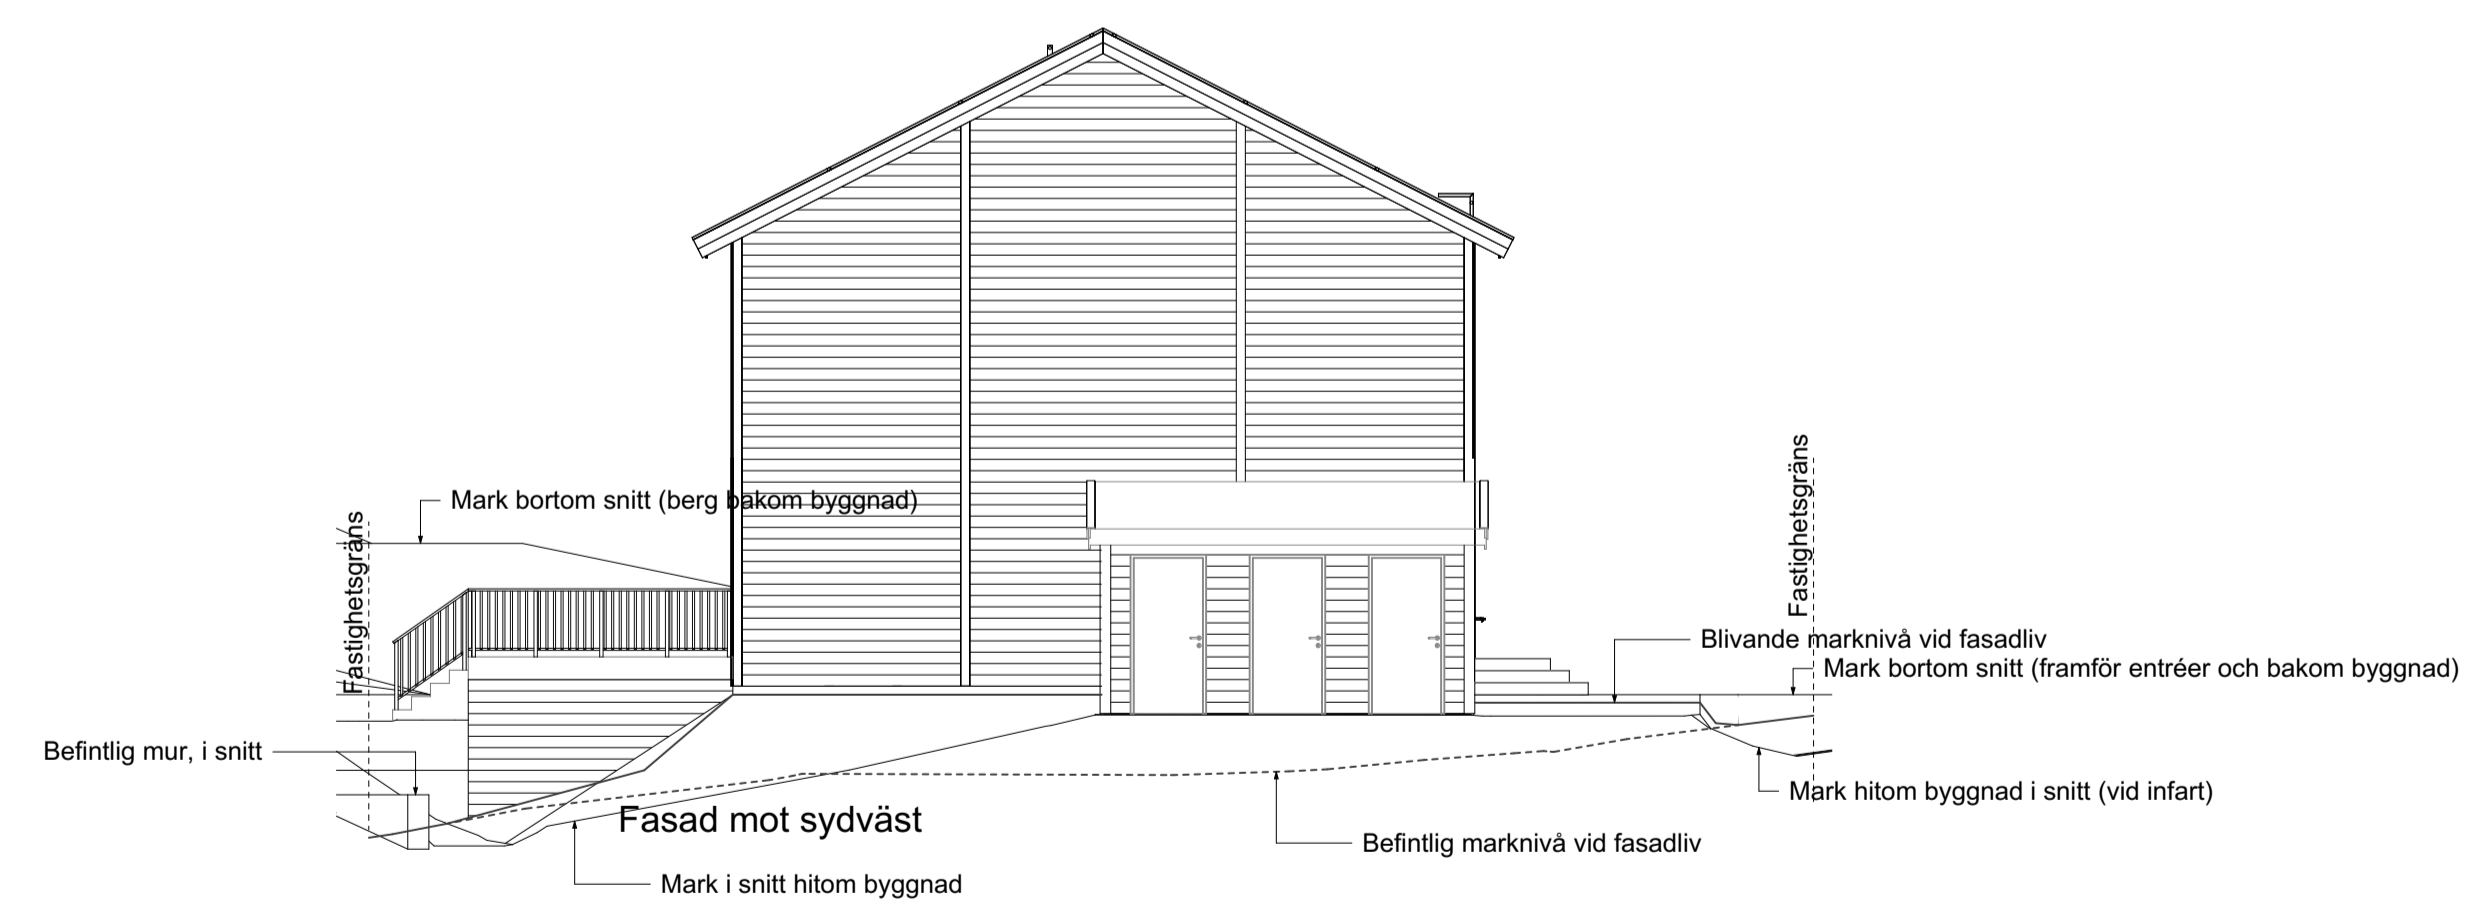 Mark bortom snitt (berg bakom byggnad)
Fastighetsgräns
Fastighetsgräns
Blivande marknivå vid fasadliv
Mark bortom snitt (framför entréer och bakom byggnad)
Befintlig mur, i snitt
Mark hitom byggnad i snitt (vid infart)
Fasad mot sydväst
Befintlig marknivå vid fasadliv
Mark i snitt hitom byggnad